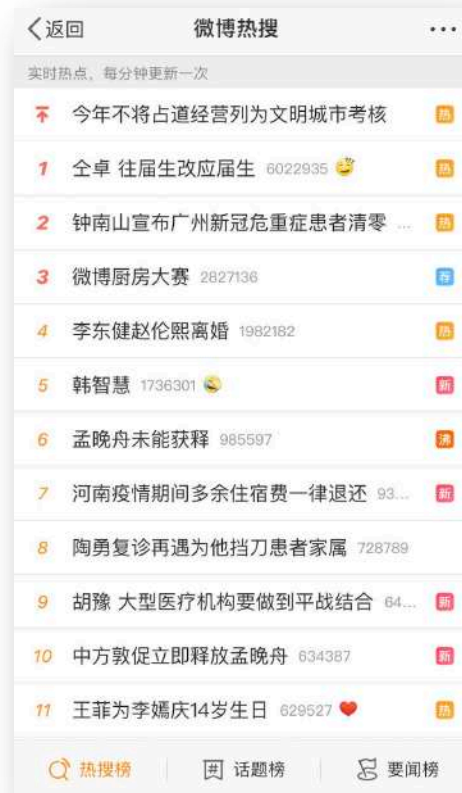 返回 微博热搜 ...
实时热点，每分钟更新一次
今年不将占道经营列为文明城市考核 热
1 仝卓 往届生改应届生 6022935 热
2 钟南山宣布广州新冠危重症患者清零 ... 热
3 微博厨房大赛 2827136 荐
4 李东健赵伦熙离婚 1982182 热
5 韩智慧 1736301 新
6 孟晚舟未能获释 985597 沸
7 河南疫情期间多余住宿费一律退还 93... 新
8 陶勇复诊再遇为他挡刀患者家属 728789
9 胡豫 大型医疗机构要做到平战结合 64... 新
10 中方敦促立即释放孟晚舟 634387 新
11 王菲为李嫣庆14岁生日 629527 热
热搜榜 # 话题榜 要闻榜